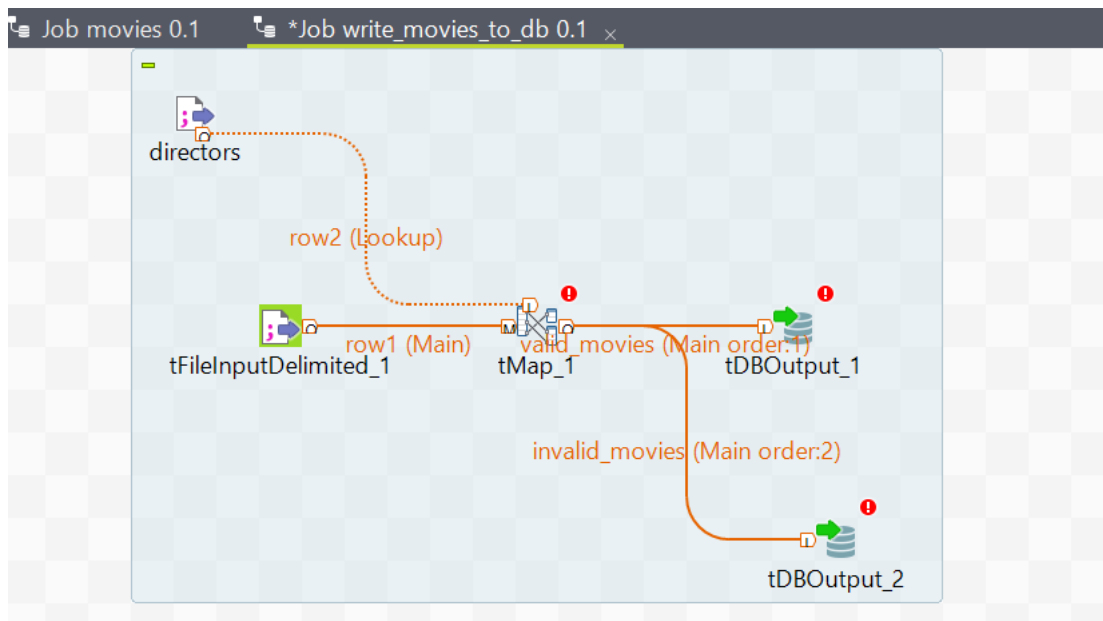 Job movies 0.1
*Job write_movies_to_db 0.1
directors
row2 (Lookup)
row1 (Main)
valid_movies (Main order:1)
tFileInputDelimited_1
tMap_1
tDBOutput_1
invalid_movies (Main order:2)
tDBOutput_2